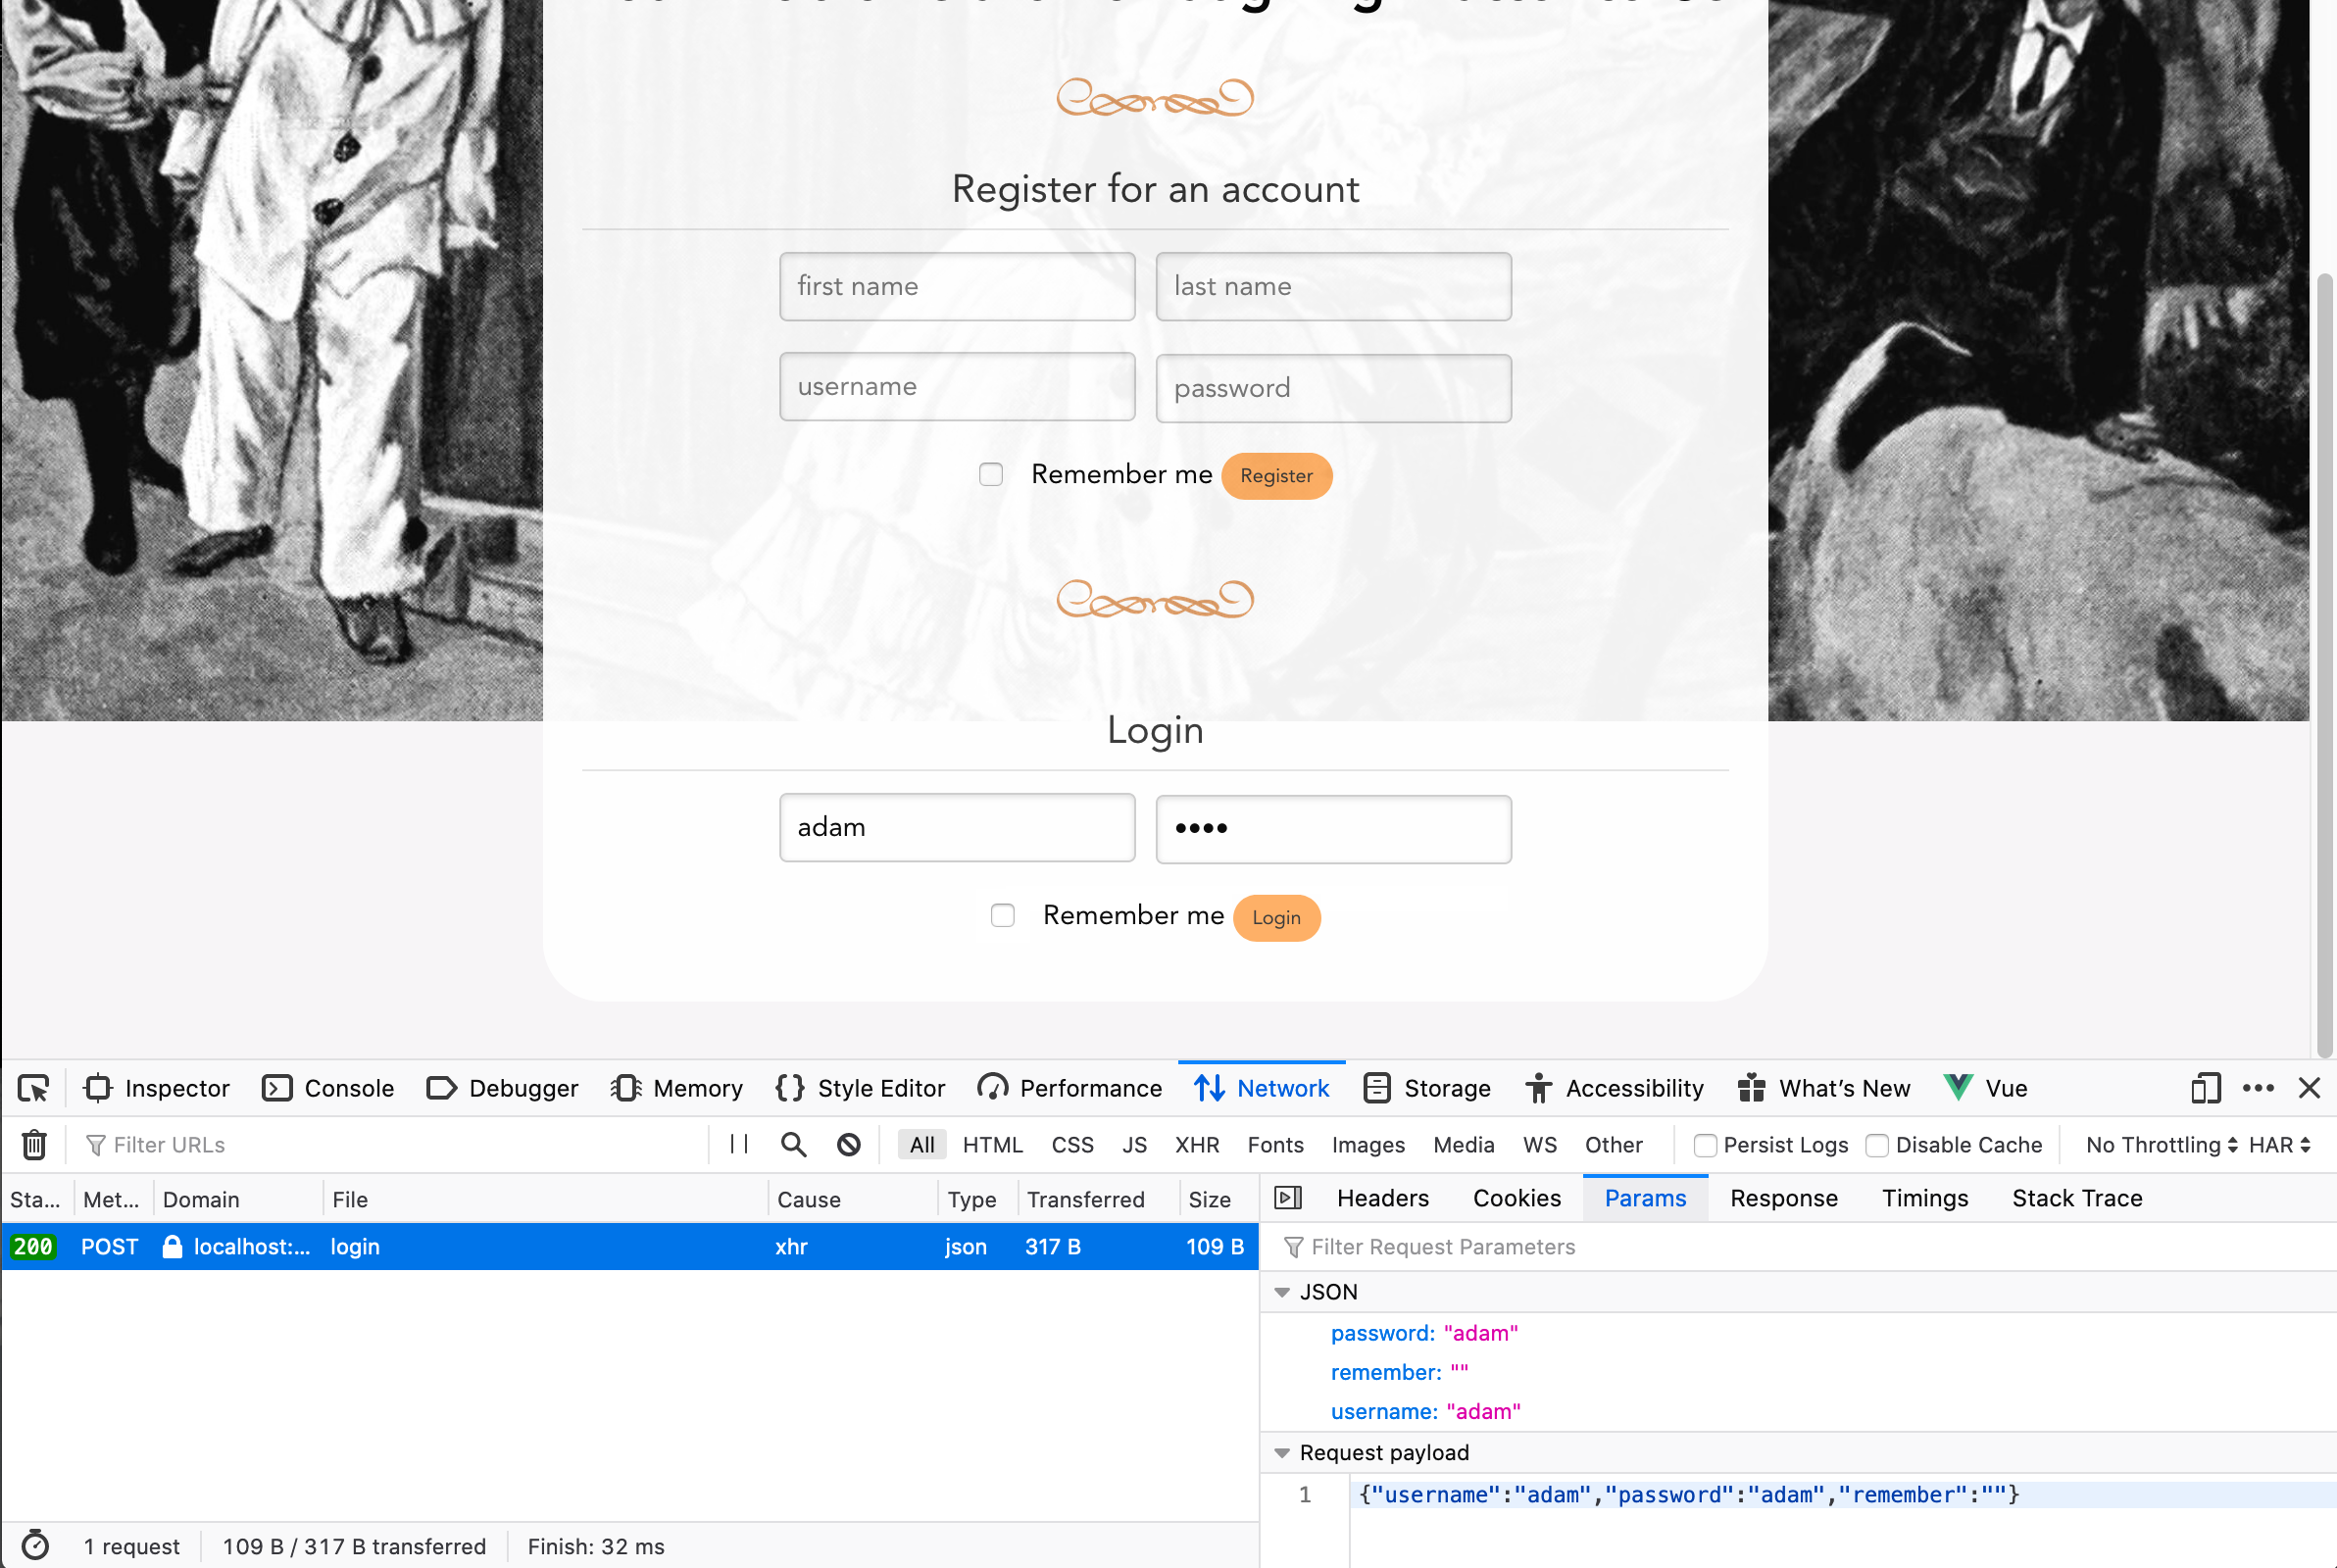 Register for an account
first name last name
username password
Remember me Register
Login
adam ••••
Remember me Login
Inspector Console Debugger Memory Style Editor Performance Network Storage Accessibility What's New Vue
Filter URLs All HTML CSS JS XHR Fonts Images Media WS Other Persist Logs Disable Cache No Throttling HAR
Sta... Met... Domain File Cause Type Transferred Size
200 POST localhost:... login xhr json 317 B 109 B
1 request 109 B / 317 B transferred Finish: 32 ms
Headers Cookies Params Response Timings Stack Trace
Filter Request Parameters
JSON
password: "adam"
remember: ""
username: "adam"
Request payload
1 {"username":"adam","password":"adam","remember":""}